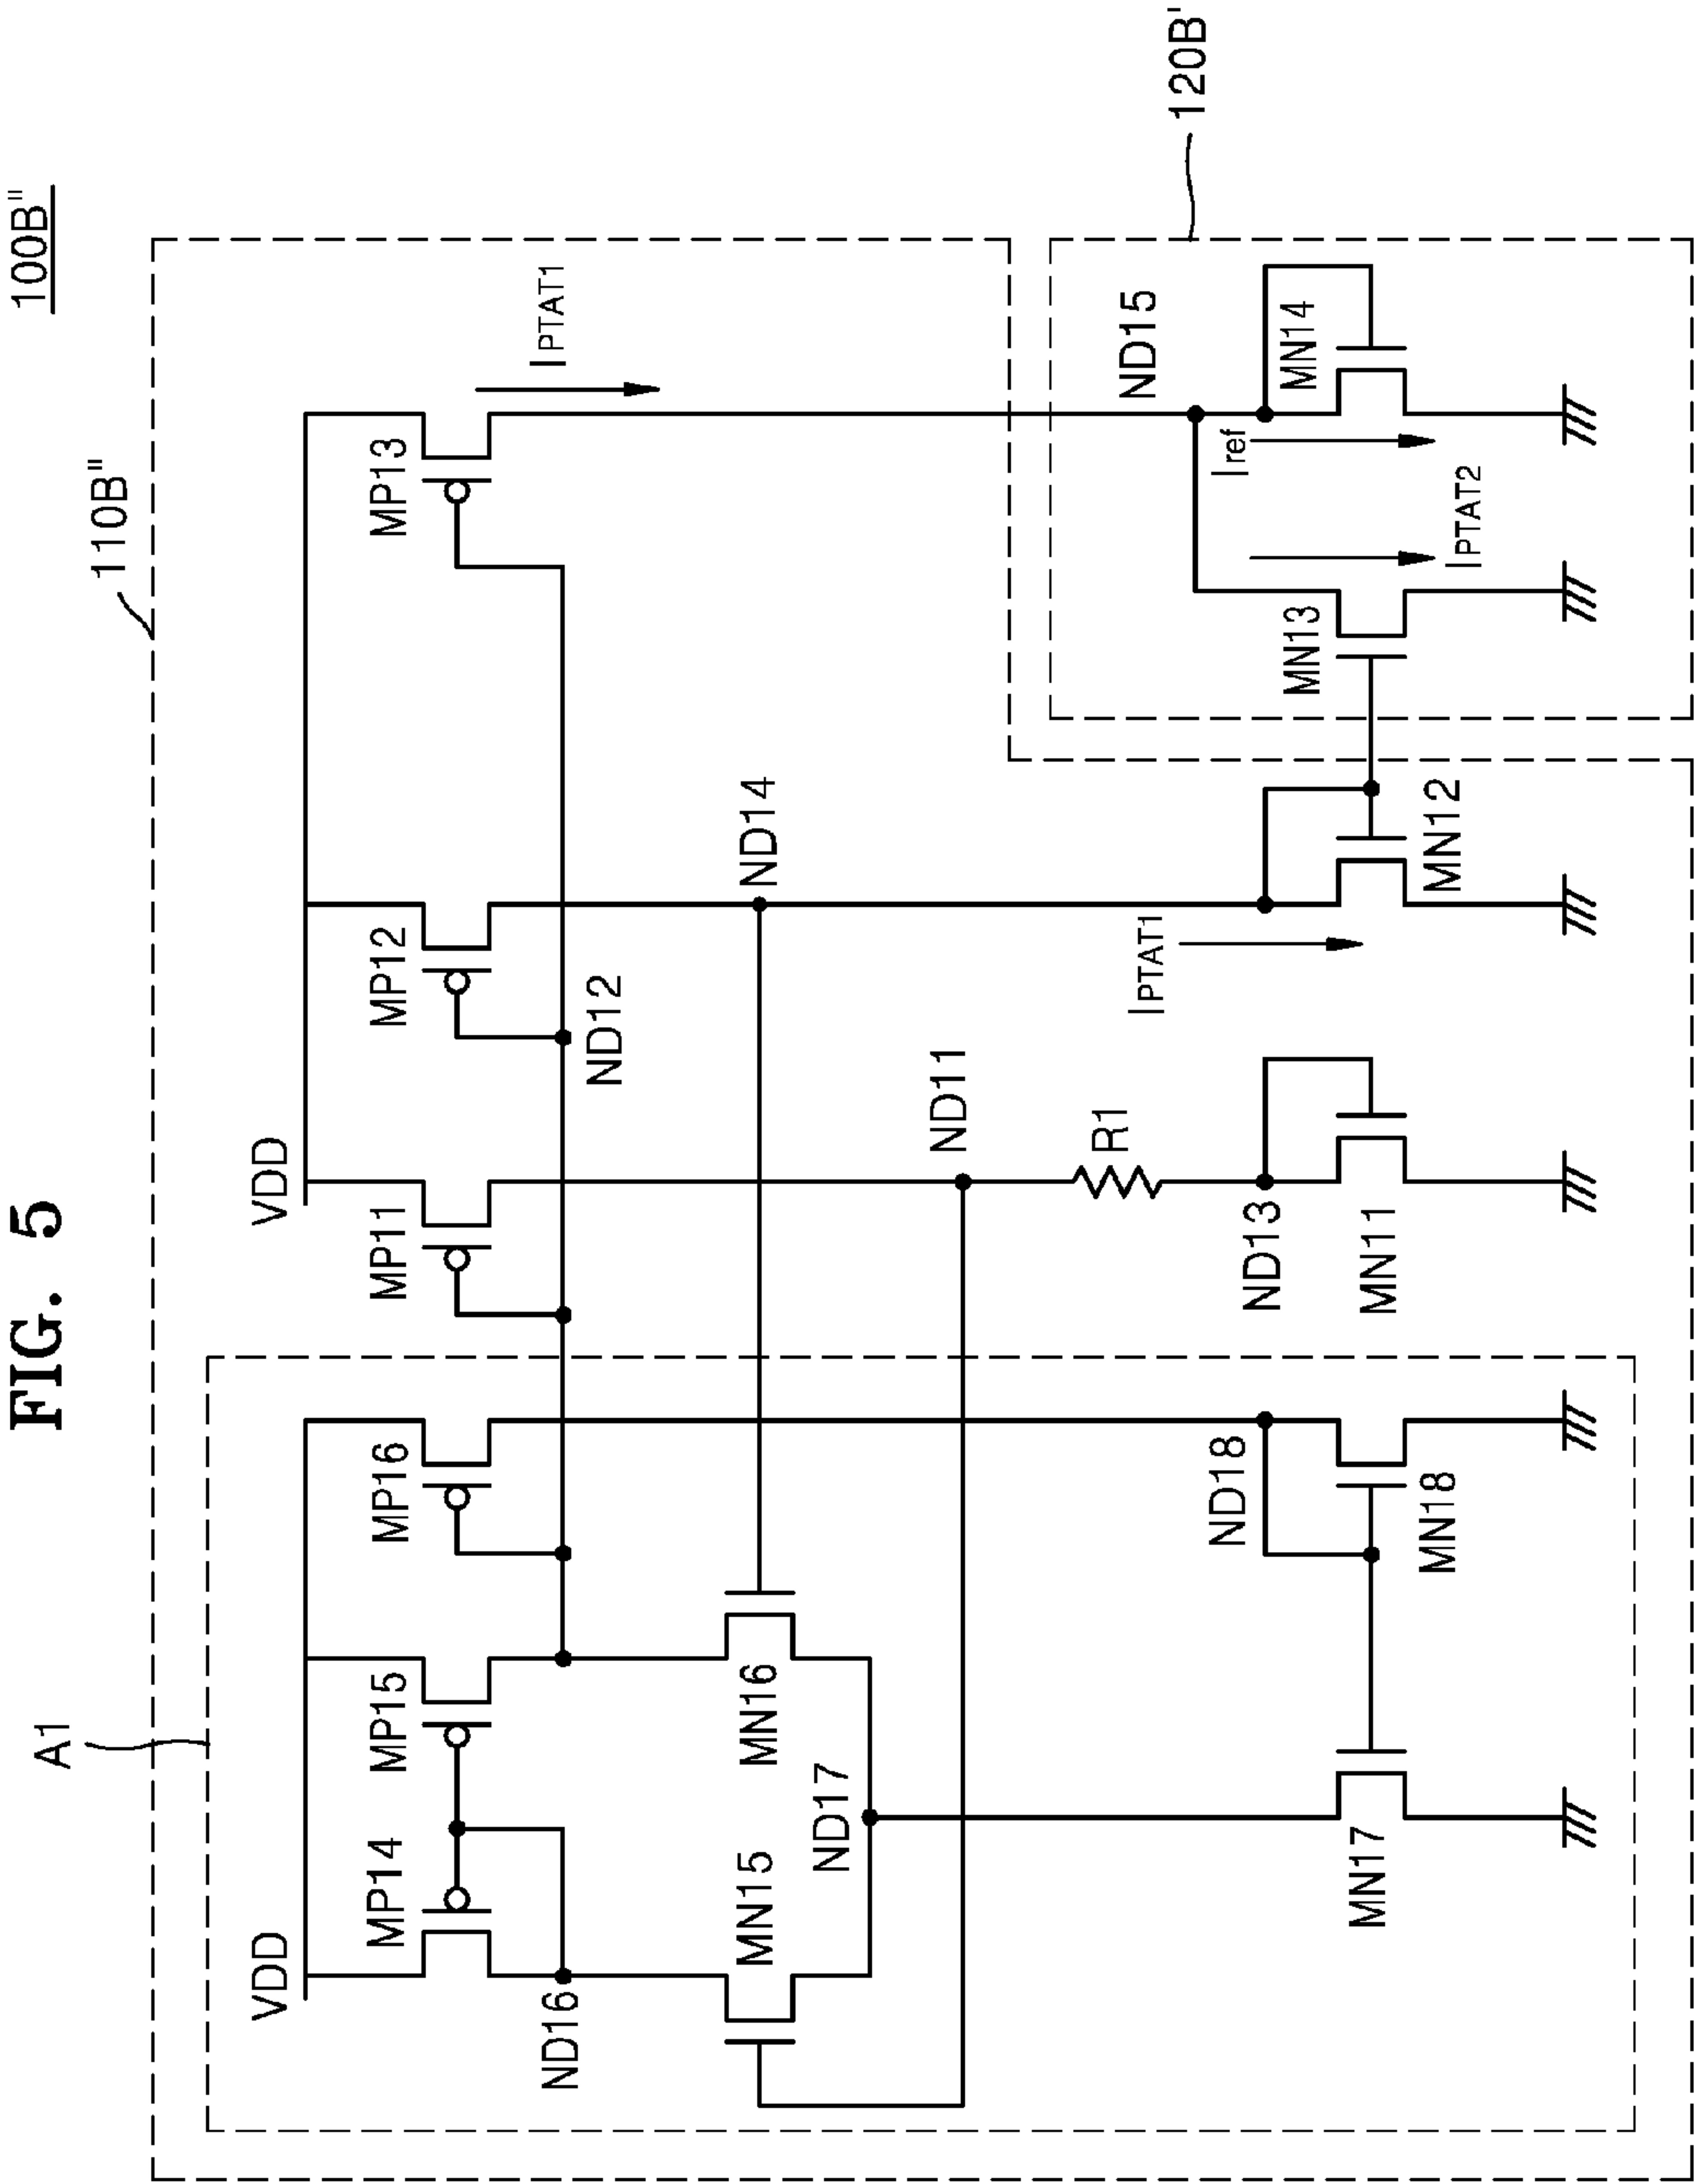 FIG. 5
100B"
110B"
A1
VDD
VDD
MP14
MP15
MP16
MP11
MP12
MP13
IPTAT1
ND16
ND12
MN15
MN16
ND14
ND17
ND11
R1
IPTAT1
ND15
120B'
ND18
ND13
Iref
MN13
MN14
MN17
MN18
MN11
MN12
IPTAT2